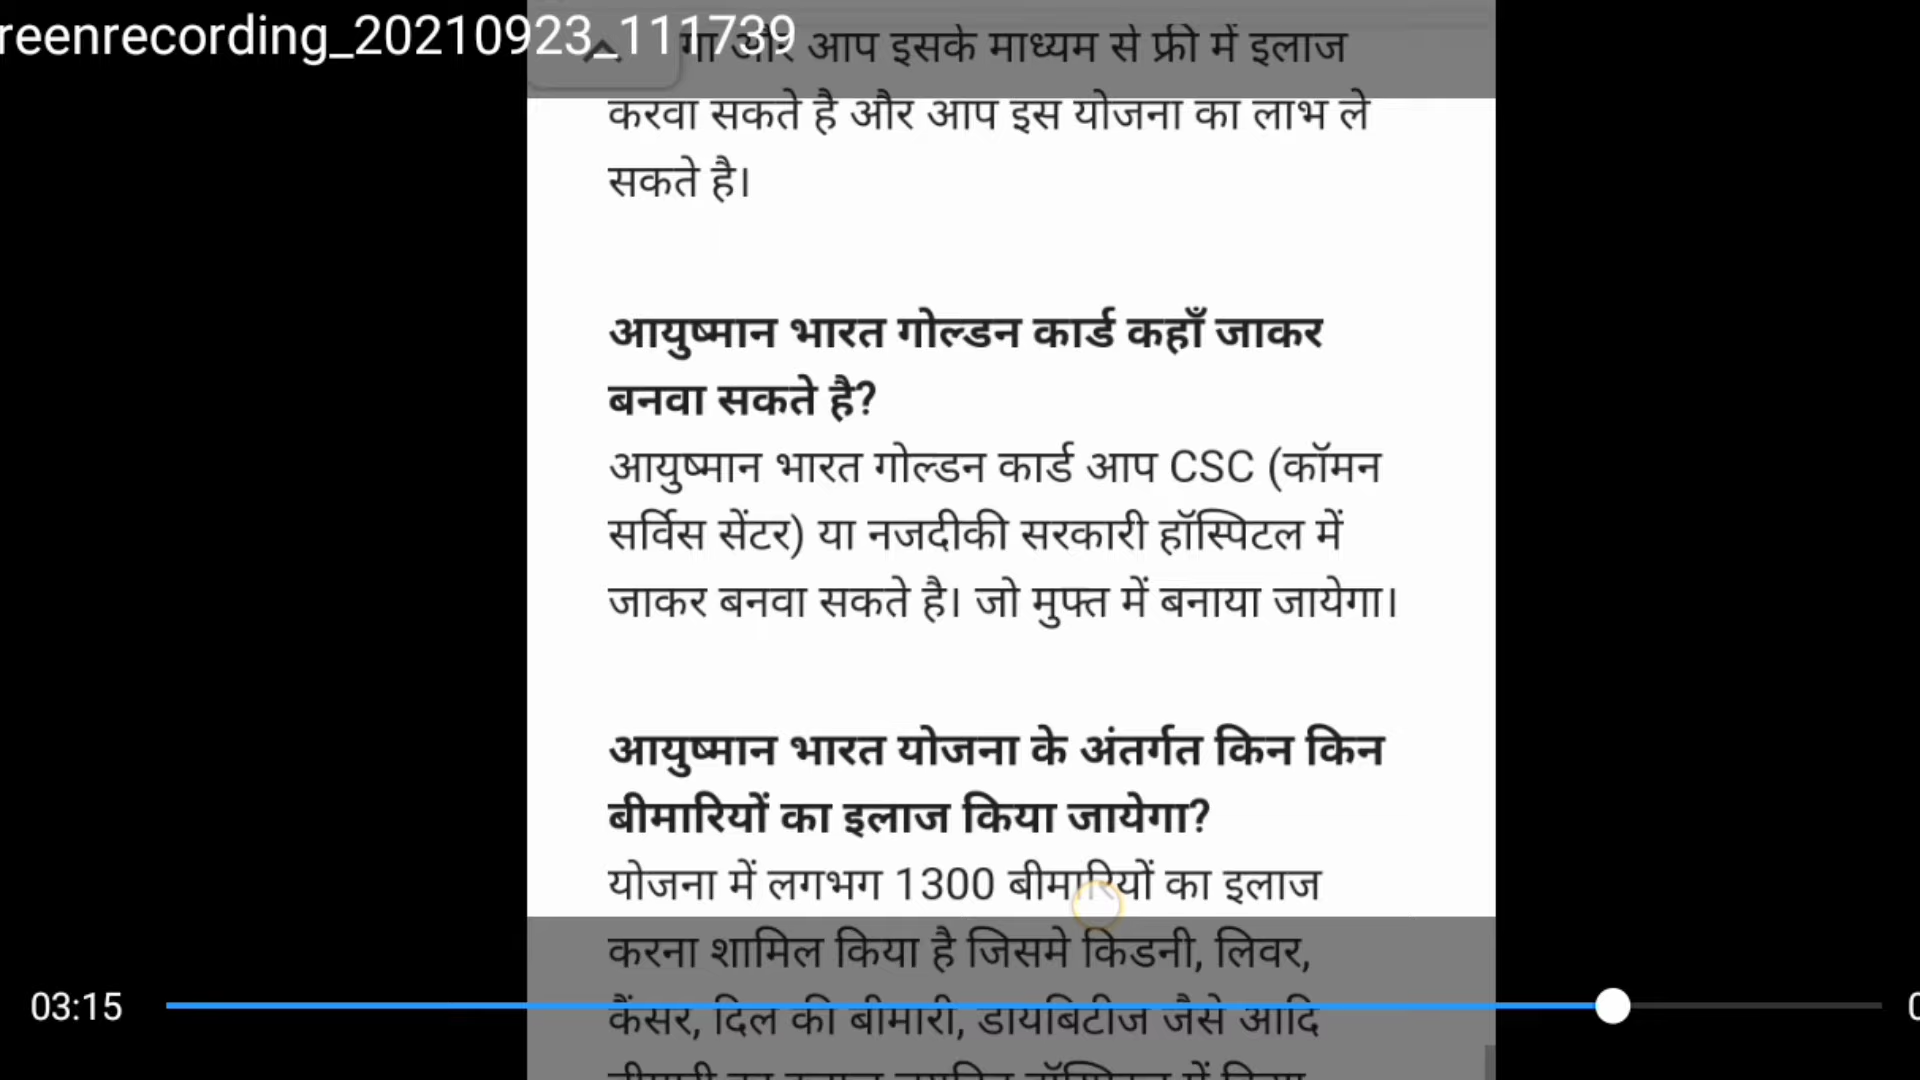 reenrecording_20210923_111739
गा और आप इसके माध्यम से फ्री में इलाज
करवा सकते है और आप इस योजना का लाभ ले
सकते है।
आयुष्मान भारत गोल्डन कार्ड कहाँ जाकर
बनवा सकते है?
आयुष्मान भारत गोल्डन कार्ड आप CSC (कॉमन
सर्विस सेंटर) या नजदीकी सरकारी हॉस्पिटल में
जाकर बनवा सकते है। जो मुफ्त में बनाया जायेगा।
आयुष्मान भारत योजना के अंतर्गत किन किन
बीमारियों का इलाज किया जायेगा?
योजना में लगभग 1300 बीमारियों का इलाज
करना शामिल किया है जिसमे किडनी, लिवर,
कैंसर, दिल की बीमारी, डायबिटीज जैसे आदि
03:15